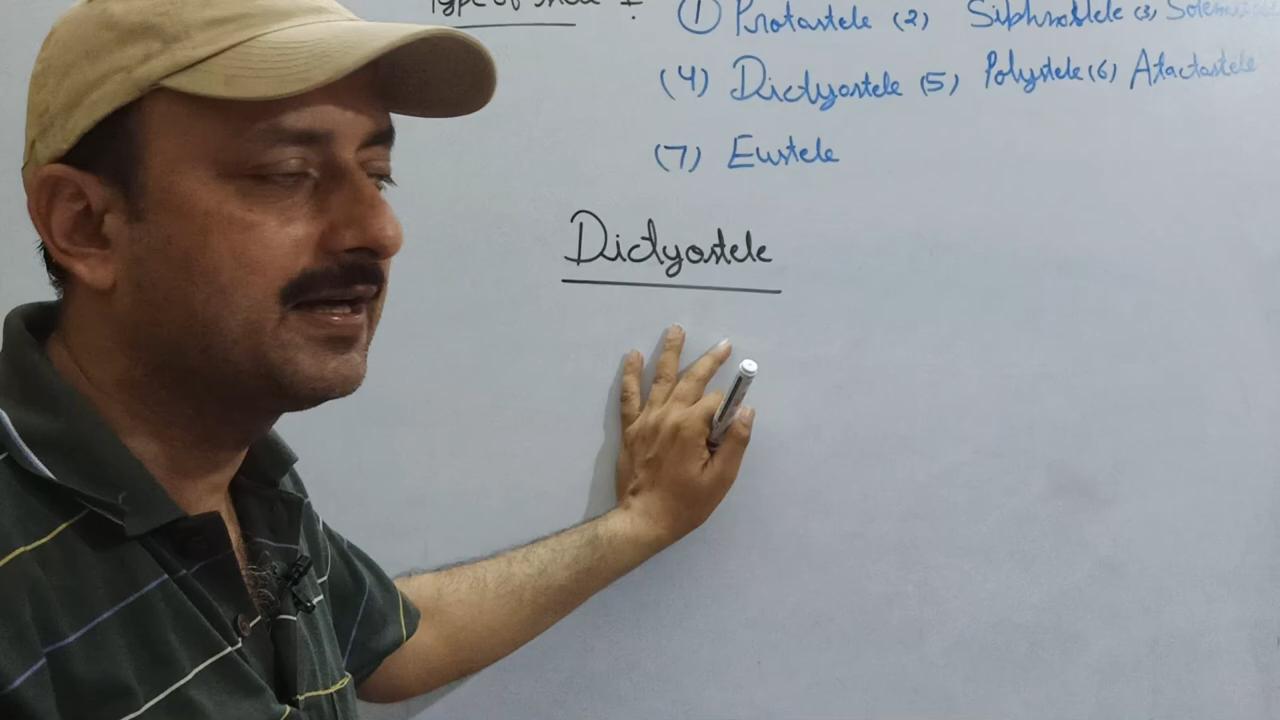 Type of stele :
(1) Protostele (2) Siphnostele (3) Solenostele
(4) Dictyostele (5) Polystele (6) Atactostele
(7) Eustele
Dictyostele